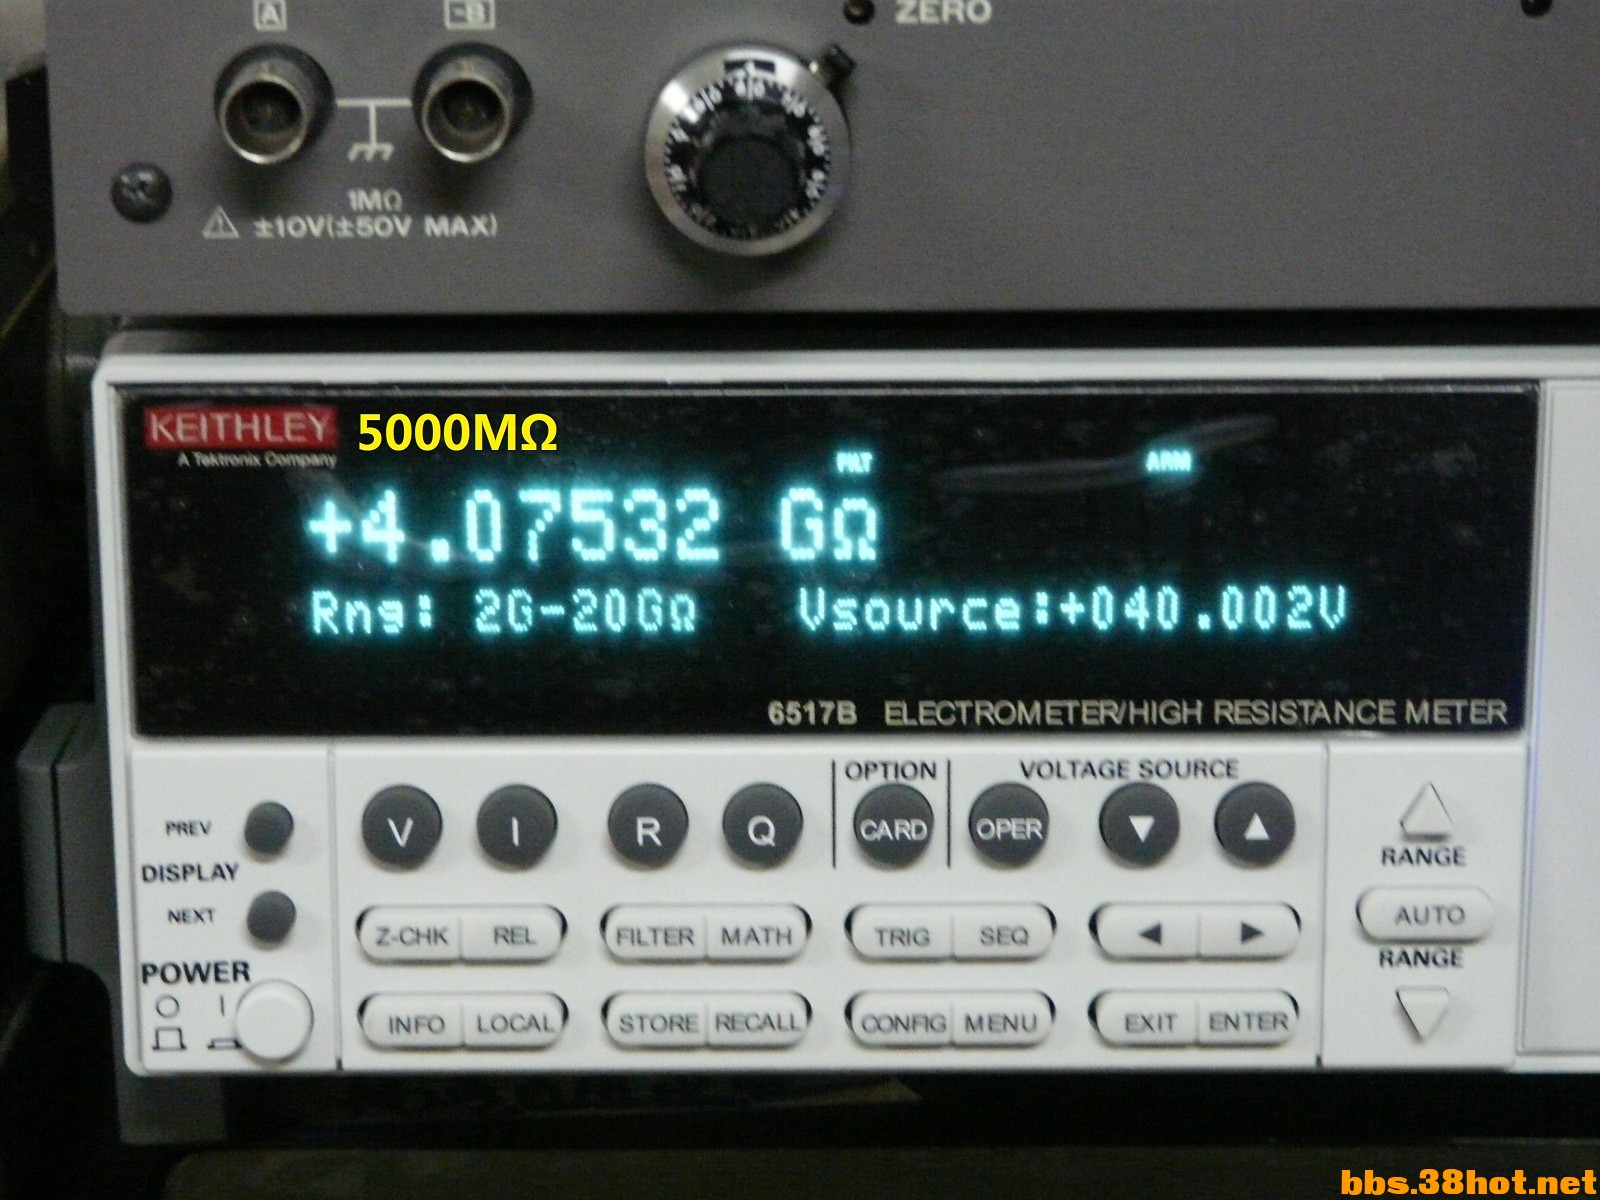 A
-B
ZERO
1MΩ
±10V(±50V MAX)
KEITHLEY
A Tektronix Company
5000MΩ
FILT
ARM
+4.07532 GΩ
Rng: 2G-20GΩ Vsource:+040.002V
6517B ELECTROMETER/HIGH RESISTANCE METER
OPTION
VOLTAGE SOURCE
PREV
V I R Q CARD OPER
DISPLAY
RANGE
NEXT
AUTO
Z-CHK REL FILTER MATH TRIG SEQ
RANGE
POWER
INFO LOCAL STORE RECALL CONFIG MENU EXIT ENTER
bbs.38hot.net